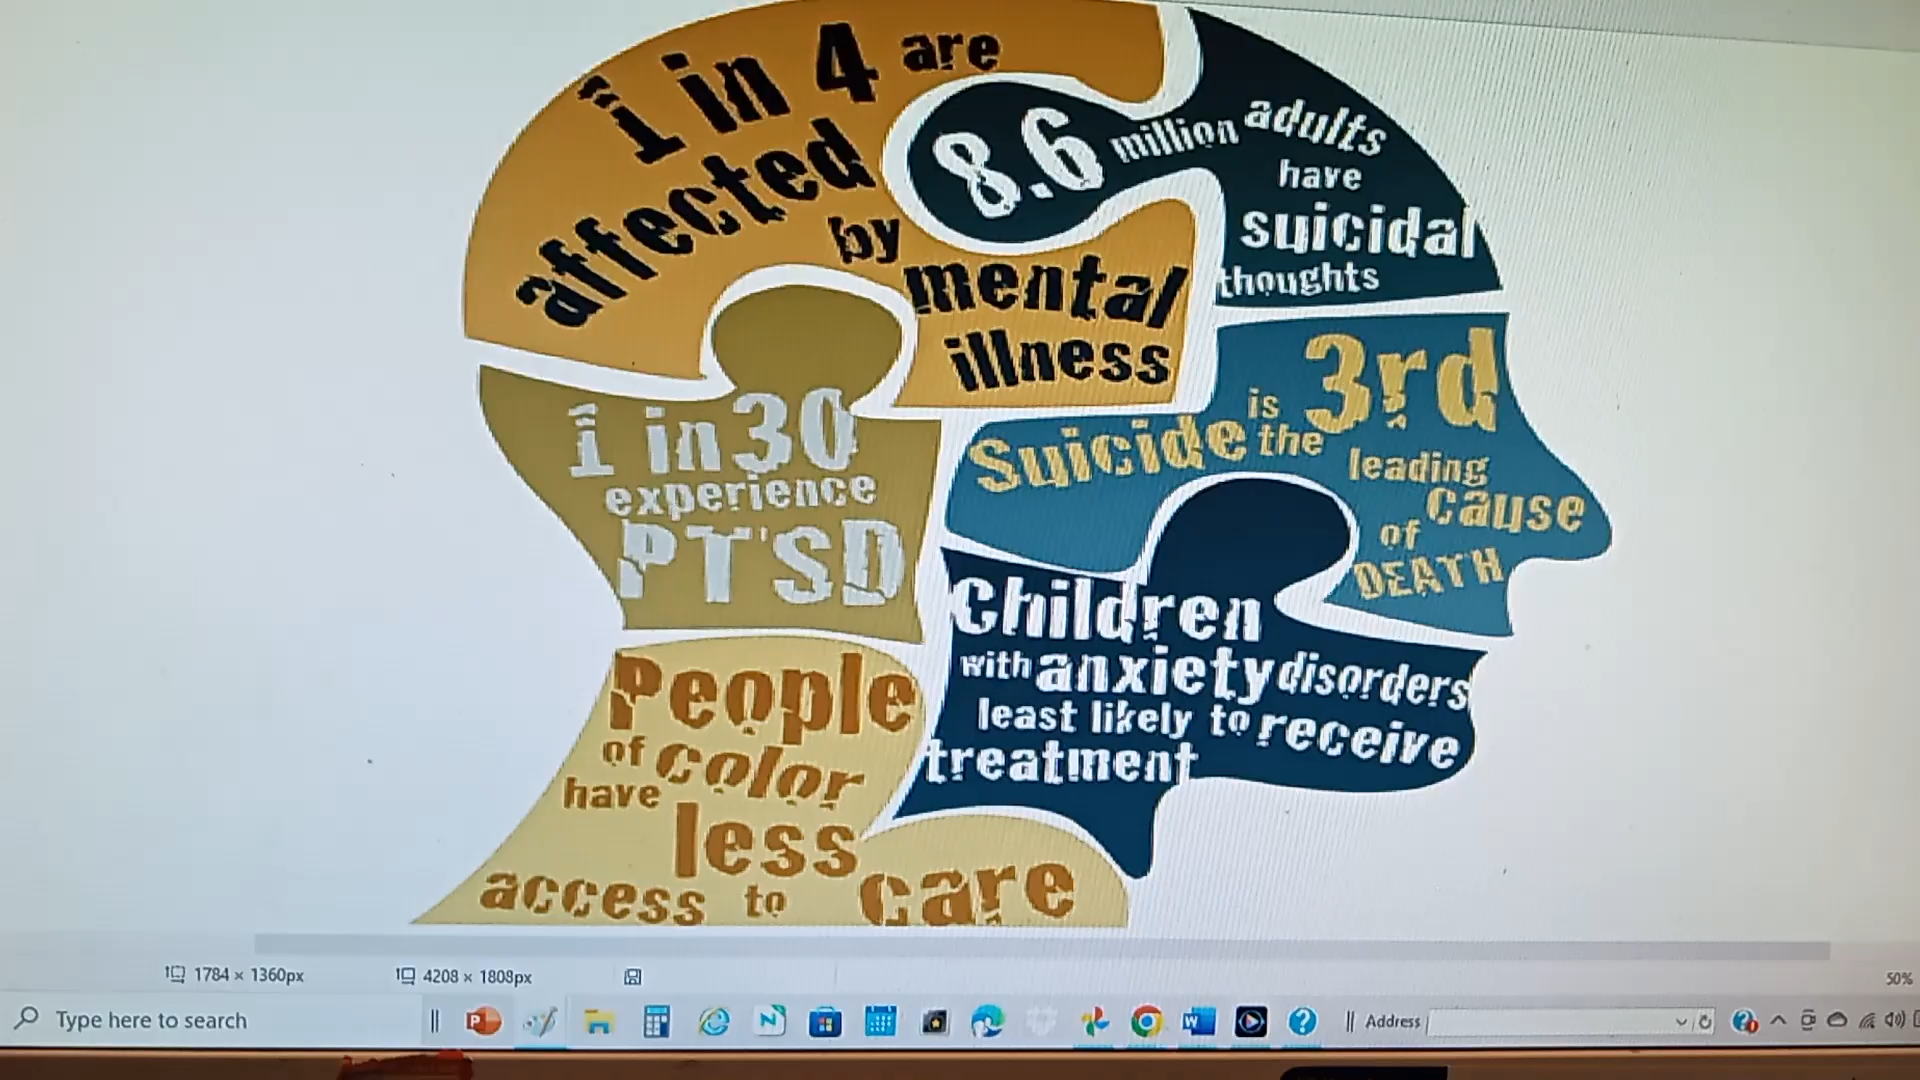 1 in 4 are
affected
by
mental
illness
8.6 million adults
have
suicidal
thoughts
1 in 30
experience
PTSD
Suicide is the 3rd
leading
cause
of
DEATH
Children
with anxiety disorders
least likely to receive
treatment
People
of color
have
less
access to care
1784 × 1360px
4208 × 1808px
50%
Type here to search
Address